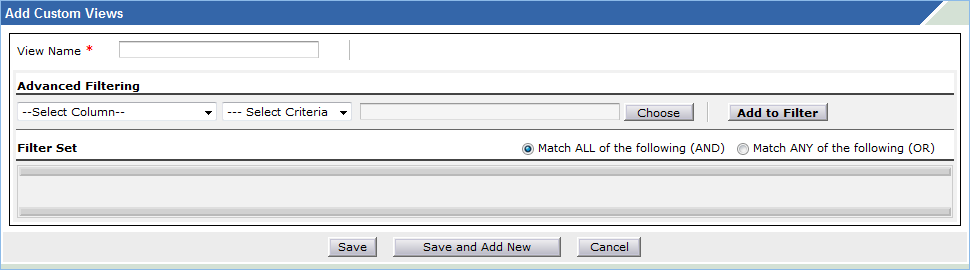 Add Custom Views
View Name *
Advanced Filtering
--Select Column-- --- Select Criteria Choose Add to Filter
Filter Set Match ALL of the following (AND) Match ANY of the following (OR)
Save Save and Add New Cancel